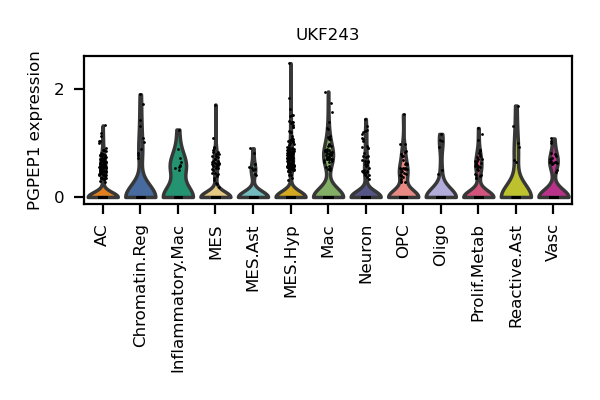 UKF243
PGPEP1 expression
2
0
AC
Chromatin.Reg
Inflammatory.Mac
MES
MES.Ast
MES.Hyp
Mac
Neuron
OPC
Oligo
Prolif.Metab
Reactive.Ast
Vasc